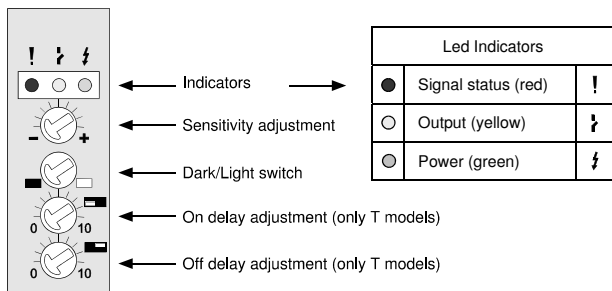 Led Indicators
Indicators
Signal status (red) !
- +
Sensitivity adjustment
Output (yellow)
Dark/Light switch
Power (green)
0 10
On delay adjustment (only T models)
0 10
Off delay adjustment (only T models)